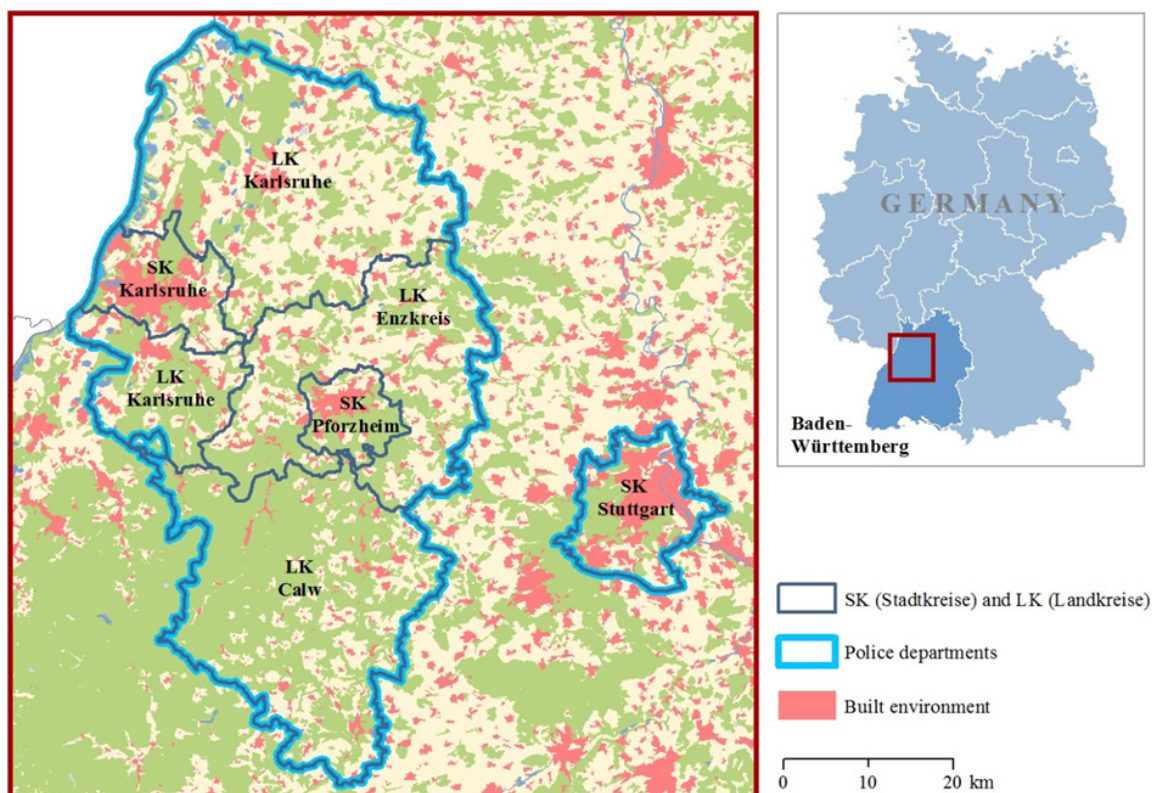 LK
Karlsruhe
SK
Karlsruhe
LK
Enzkreis
LK
Karlsruhe
SK
Pforzheim
SK
Stuttgart
LK
Calw
GERMANY
Baden-
Württemberg
SK (Stadtkreise) and LK (Landkreise)
Police departments
Built environment
0 10 20 km